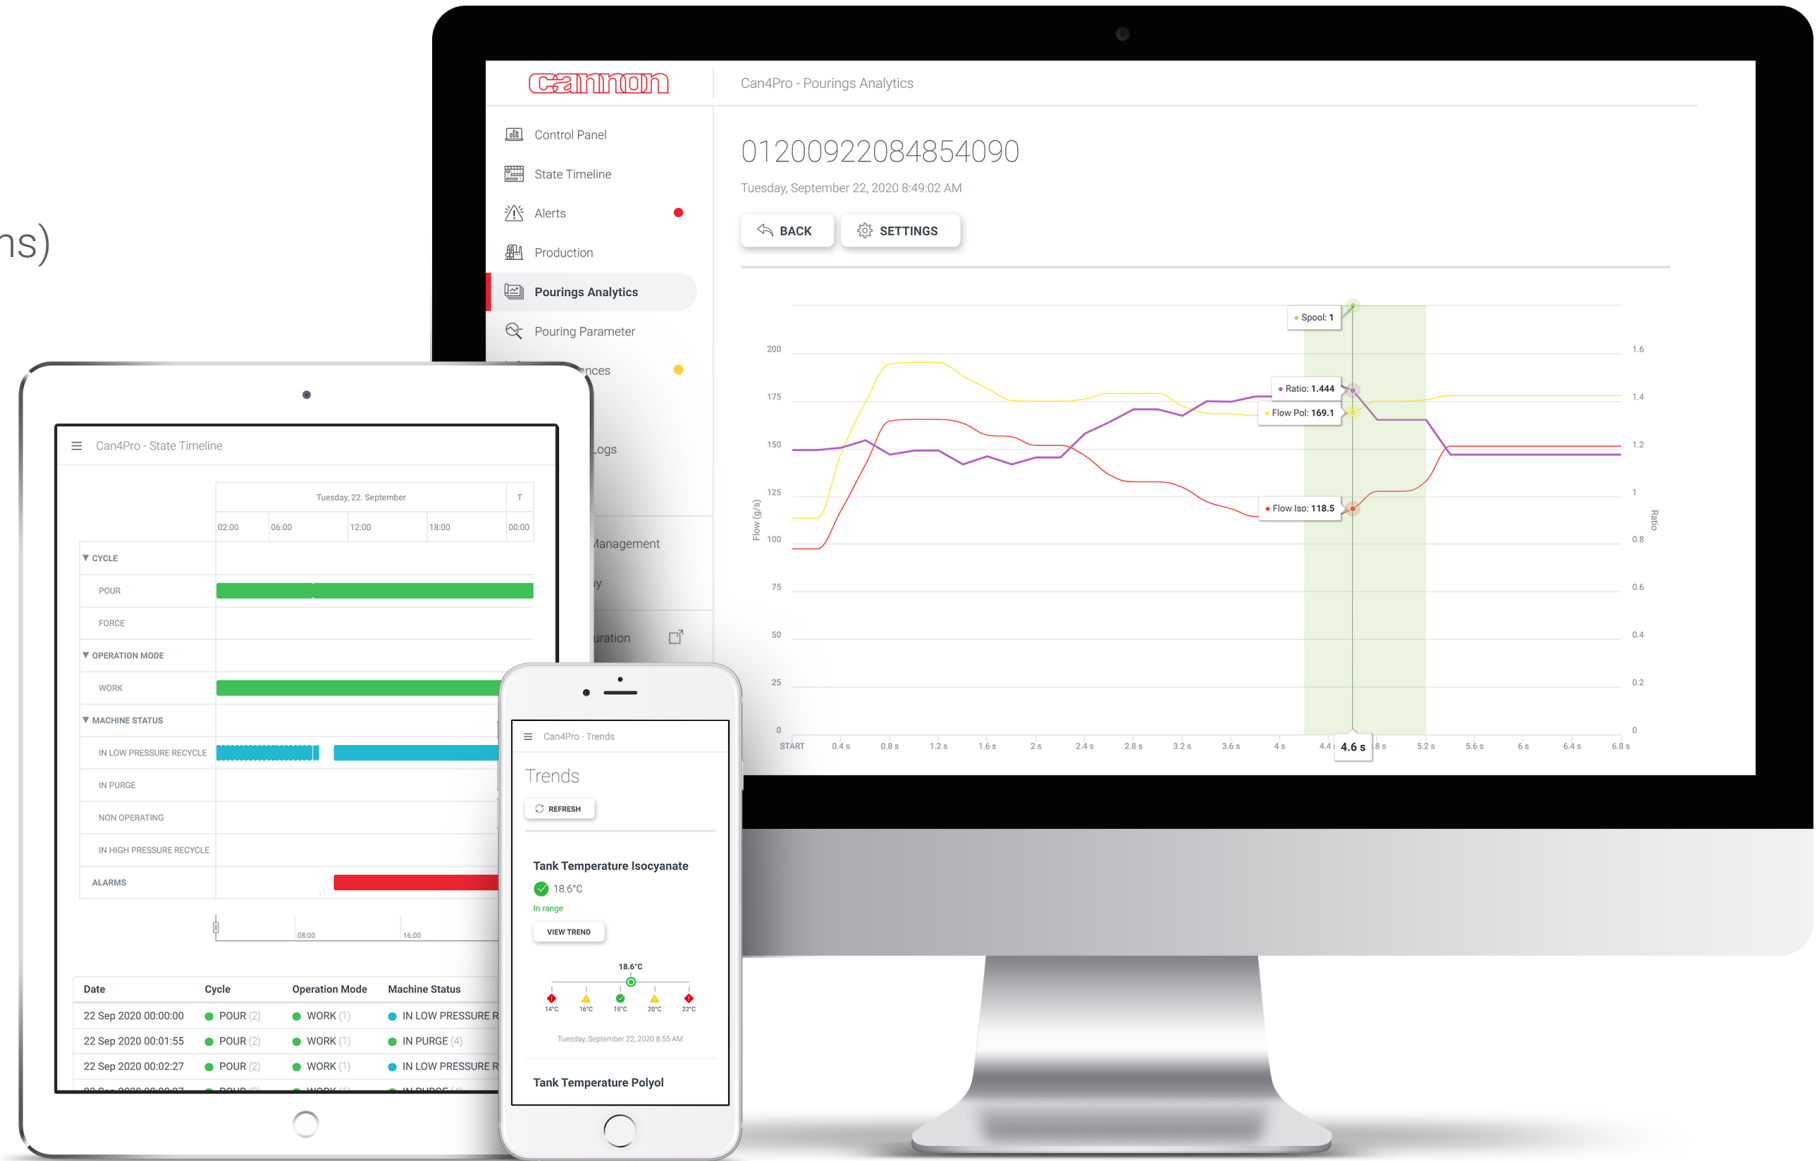 ns)
cannon
Can4Pro - Pourings Analytics
Control Panel
State Timeline
Alerts
Production
Pourings Analytics
Pouring Parameter
ences
Logs
Management
ay
uration
01200922084854090
Tuesday, September 22, 2020 8:49:02 AM
BACK
SETTINGS
Spool: 1
Ratio: 1.444
Flow Pol: 169.1
Flow Iso: 118.5
Flow (g/s)
200
175
150
125
100
75
50
25
0
Ratio
1.6
1.4
1.2
1
0.8
0.6
0.4
0.2
0
START 0.4 s 0.8 s 1.2 s 1.6 s 2 s 2.4 s 2.8 s 3.2 s 3.6 s 4 s 4.4 4.6 s .8 s 5.2 s 5.6 s 6 s 6.4 s 6.8 s
Can4Pro - State Timeline
Tuesday, 22. September T
02:00 06:00 12:00 18:00 00:00
CYCLE
POUR
FORCE
OPERATION MODE
WORK
MACHINE STATUS
IN LOW PRESSURE RECYCLE
IN PURGE
NON OPERATING
IN HIGH PRESSURE RECYCLE
ALARMS
08:00 16:00
Date Cycle Operation Mode Machine Status
22 Sep 2020 00:00:00 POUR (2) WORK (1) IN LOW PRESSURE R
22 Sep 2020 00:01:55 POUR (2) WORK (1) IN PURGE (4)
22 Sep 2020 00:02:27 POUR (2) WORK (1) IN LOW PRESSURE R
Can4Pro - Trends
Trends
REFRESH
Tank Temperature Isocyanate
18.6°C
In range
VIEW TREND
18.6°C
14°C 16°C 18°C 20°C 22°C
Tuesday, September 22, 2020 8:55 AM
Tank Temperature Polyol